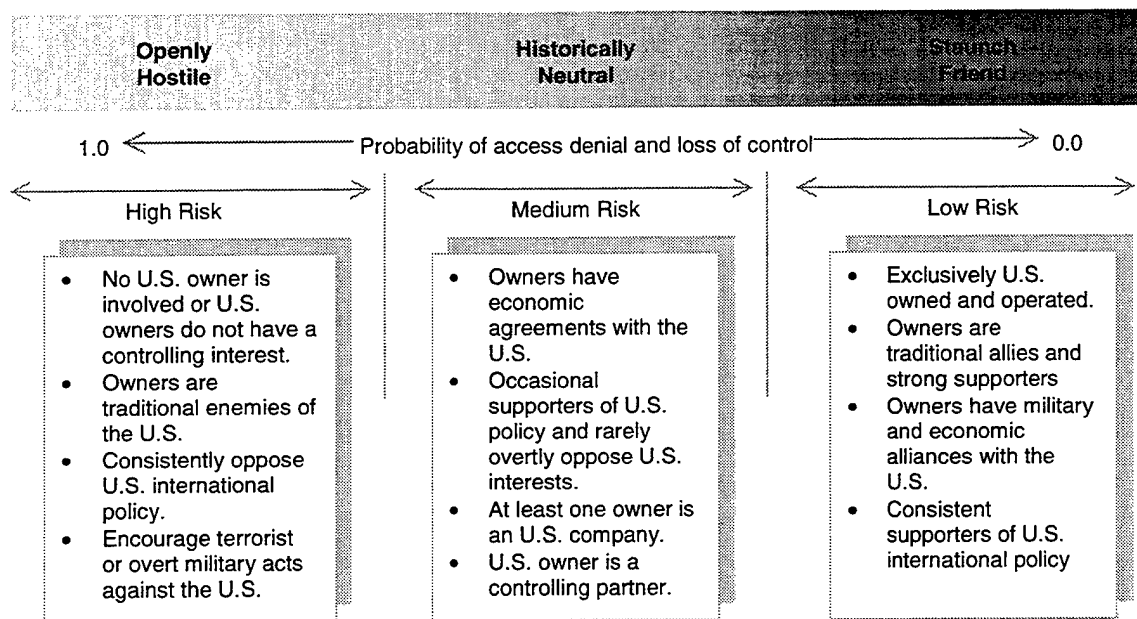 Openly
Hostile
Historically
Neutral
Staunch
Friend
1.0
Probability of access denial and loss of control
0.0
High Risk
Medium Risk
Low Risk
• No U.S. owner is
involved or U.S.
owners do not have a
controlling interest.
• Owners are
traditional enemies of
the U.S.
• Consistently oppose
U.S. international
policy.
• Encourage terrorist
or overt military acts
against the U.S.
• Owners have
economic
agreements with the
U.S.
• Occasional
supporters of U.S.
policy and rarely
overtly oppose U.S.
interests.
• At least one owner is
an U.S. company.
• U.S. owner is a
controlling partner.
• Exclusively U.S.
owned and operated.
• Owners are
traditional allies and
strong supporters
• Owners have military
and economic
alliances with the
U.S.
• Consistent
supporters of U.S.
international policy